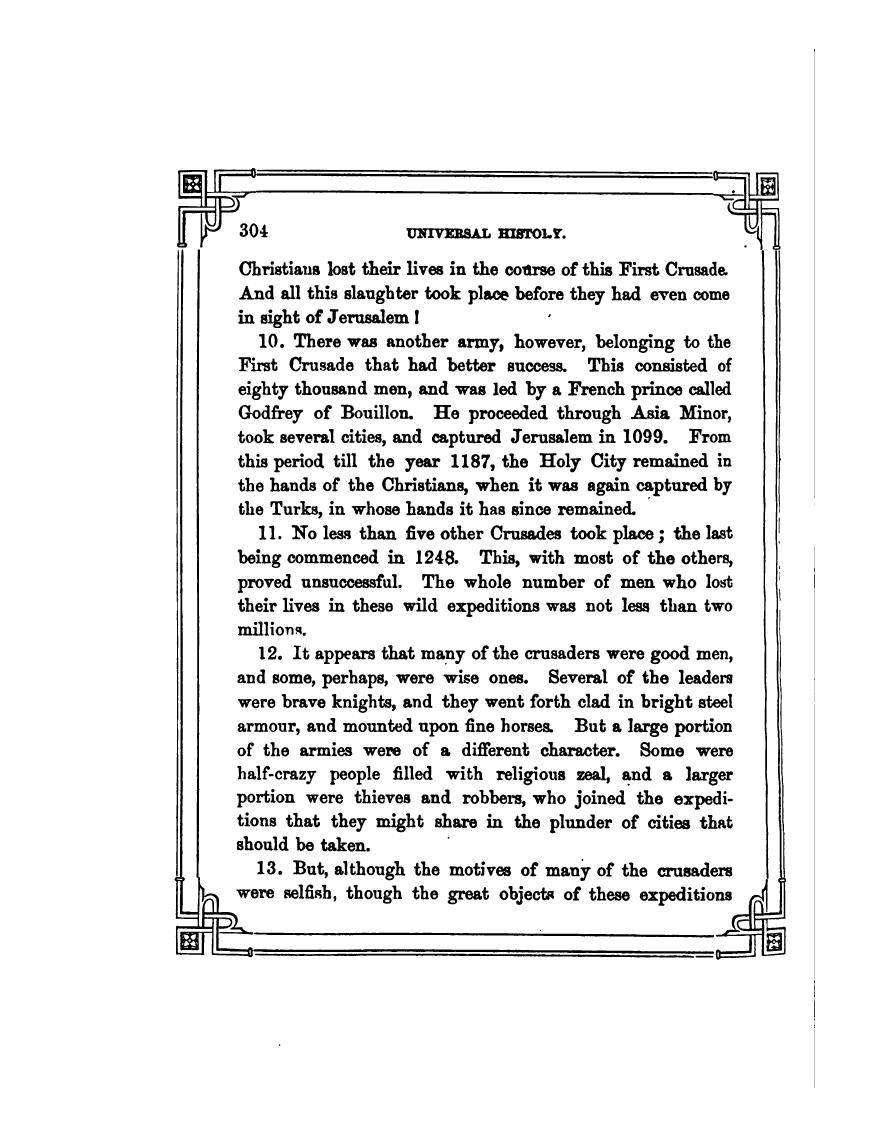 304 UNIVERSAL HISTOLY.
Christians lost their lives in the course of this First Crusade.
And all this slaughter took place before they had even come
in sight of Jerusalem !
10. There was another army, however, belonging to the
First Crusade that had better success. This consisted of
eighty thousand men, and was led by a French prince called
Godfrey of Bouillon. He proceeded through Asia Minor,
took several cities, and captured Jerusalem in 1099. From
this period till the year 1187, the Holy City remained in
the hands of the Christians, when it was again captured by
the Turks, in whose hands it has since remained.
11. No less than five other Crusades took place ; the last
being commenced in 1248. This, with most of the others,
proved unsuccessful. The whole number of men who lost
their lives in these wild expeditions was not less than two
millions.
12. It appears that many of the crusaders were good men,
and some, perhaps, were wise ones. Several of the leaders
were brave knights, and they went forth clad in bright steel
armour, and mounted upon fine horses. But a large portion
of the armies were of a different character. Some were
half-crazy people filled with religious zeal, and a larger
portion were thieves and robbers, who joined the expedi-
tions that they might share in the plunder of cities that
should be taken.
13. But, although the motives of many of the crusaders
were selfish, though the great objects of these expeditions